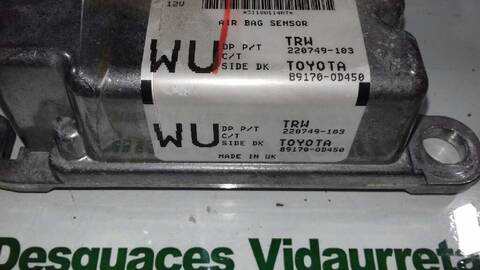 12V
AIR BAG SENSOR
WU DP P/T TRW
C/T 220749-103
SIDE DK TOYOTA
89170-0D450
WU DP P/T TRW
C/T 220749-103
SIDE DK TOYOTA
89170-0D450
MADE IN UK
Desguaces Vidaurreta